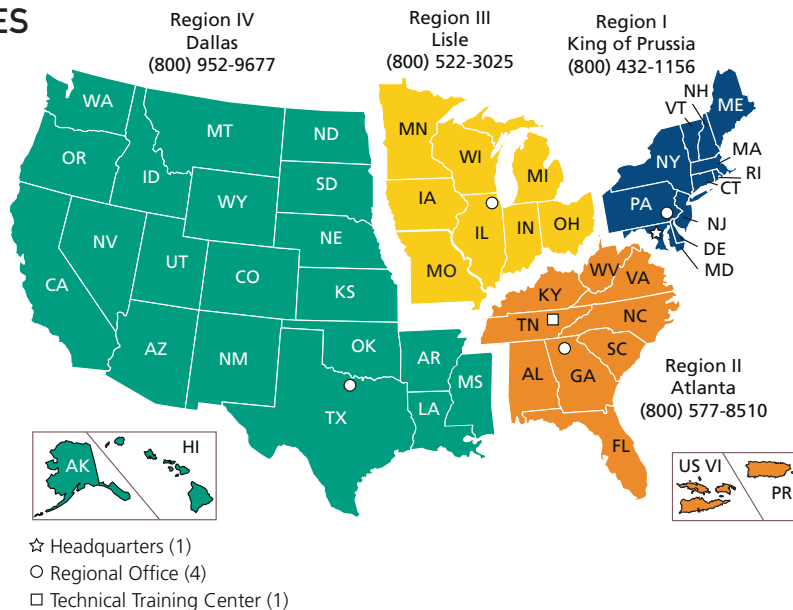 ES
Region IV
Dallas
(800) 952-9677
Region III
Lisle
(800) 522-3025
Region I
King of Prussia
(800) 432-1156
WA
MT
ND
OR
ID
SD
WY
NE
NV
UT
CO
KS
CA
AZ
NM
OK
AR
MS
LA
TX
MN
WI
MI
IA
IL
IN
OH
MO
NH
VT
ME
NY
MA
RI
CT
PA
NJ
DE
MD
WV
VA
KY
TN
NC
SC
AL
GA
FL
Region II
Atlanta
(800) 577-8510
AK
HI
US VI
PR
Headquarters (1)
Regional Office (4)
Technical Training Center (1)